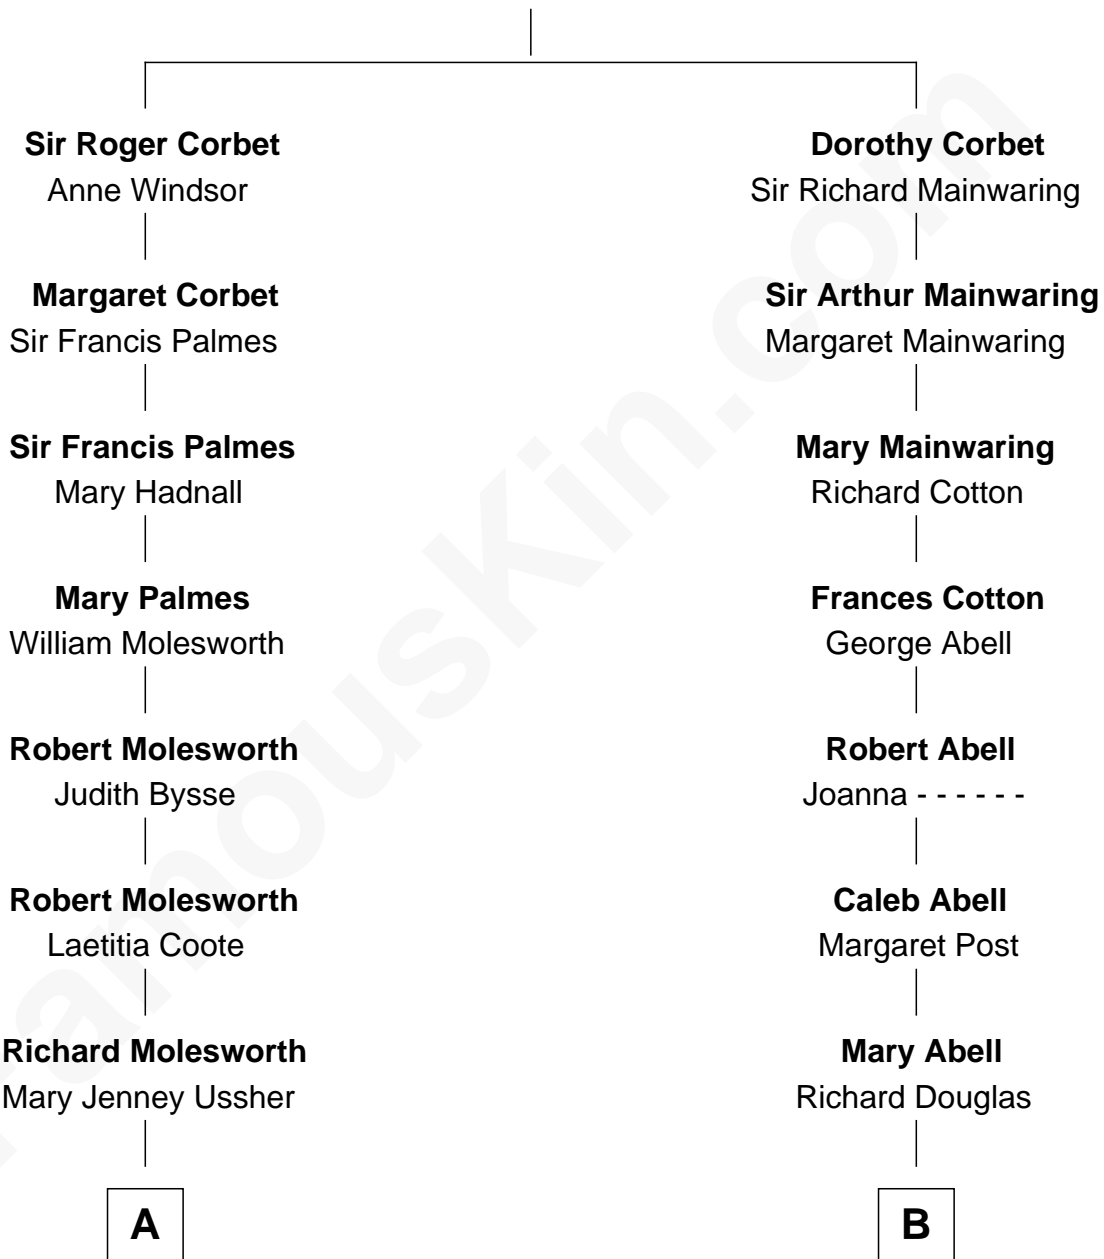 Sir Roger Corbet
Anne Windsor
Margaret Corbet
Sir Francis Palmes
Sir Francis Palmes
Mary Hadnall
Mary Palmes
William Molesworth
Robert Molesworth
Judith Bysse
Robert Molesworth
Laetitia Coote
Richard Molesworth
Mary Jenney Ussher
A
Dorothy Corbet
Sir Richard Mainwaring
Sir Arthur Mainwaring
Margaret Mainwaring
Mary Mainwaring
Richard Cotton
Frances Cotton
George Abell
Robert Abell
Joanna - - - - - -
Caleb Abell
Margaret Post
Mary Abell
Richard Douglas
B
famouskin.com